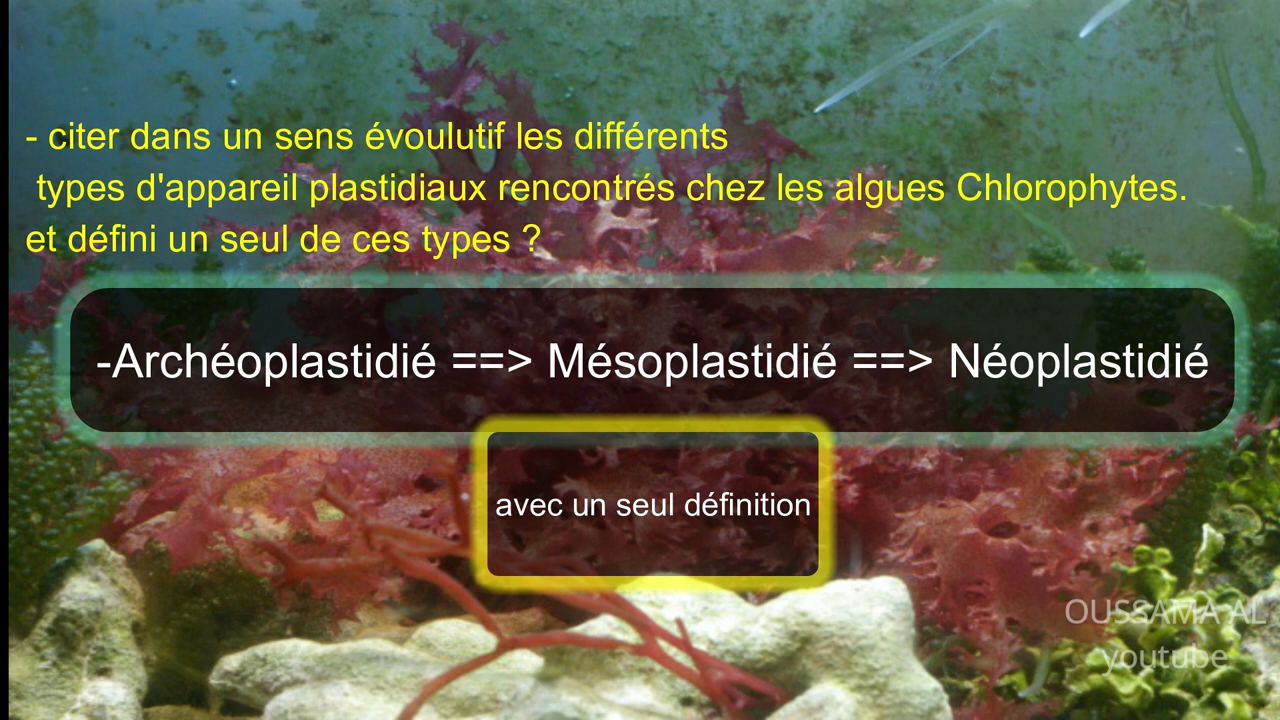 - citer dans un sens évoulutif les différents
types d'appareil plastidiaux rencontrés chez les algues Chlorophytes.
et défini un seul de ces types ?
-Archéoplastidié ==> Mésoplastidié ==> Néoplastidié
avec un seul définition
OUSSAMA AL
youtube